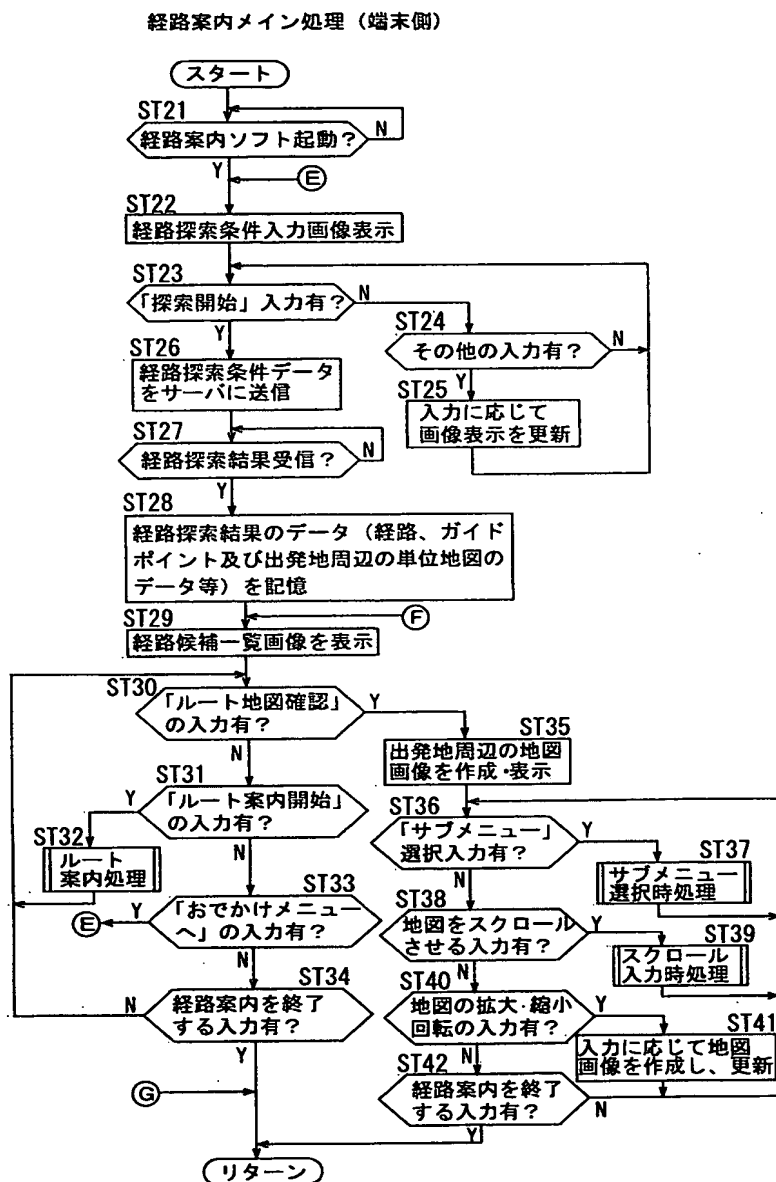 経路案内メイン処理（端末側）
スタート
ST21
経路案内ソフト起動？
N
Y
E
ST22
経路探索条件入力画像表示
ST23
「探索開始」入力有？
N
Y
ST24
その他の入力有？
N
Y
ST25
入力に応じて
画像表示を更新
ST26
経路探索条件データ
をサーバに送信
ST27
経路探索結果受信？
N
Y
ST28
経路探索結果のデータ（経路、ガイド
ポイント及び出発地周辺の単位地図の
データ等）を記憶
F
ST29
経路候補一覧画像を表示
ST30
「ルート地図確認」
の入力有？
Y
N
ST31
「ルート案内開始」
の入力有？
Y
N
ST32
ルート
案内処理
ST33
「おでかけメニュー
へ」の入力有？
Y
E
N
ST34
経路案内を終了
する入力有？
N
Y
G
ST35
出発地周辺の地図
画像を作成・表示
ST36
「サブメニュー」
選択入力有？
Y
N
ST37
サブメニュー
選択時処理
ST38
地図をスクロール
させる入力有？
Y
N
ST39
スクロール
入力時処理
ST40
地図の拡大・縮小
回転の入力有？
Y
N
ST41
入力に応じて地図
画像を作成し、更新
ST42
経路案内を終了
する入力有？
N
Y
リターン